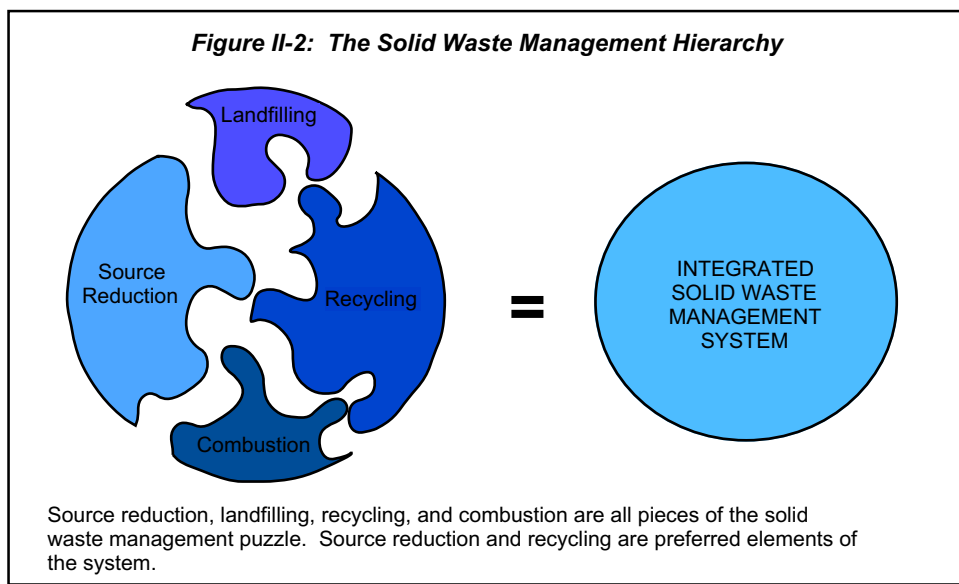 Figure II-2: The Solid Waste Management Hierarchy
Landfilling
Source
Reduction
Recycling
Combustion
=
INTEGRATED
SOLID WASTE
MANAGEMENT
SYSTEM
Source reduction, landfilling, recycling, and combustion are all pieces of the solid
waste management puzzle. Source reduction and recycling are preferred elements of
the system.